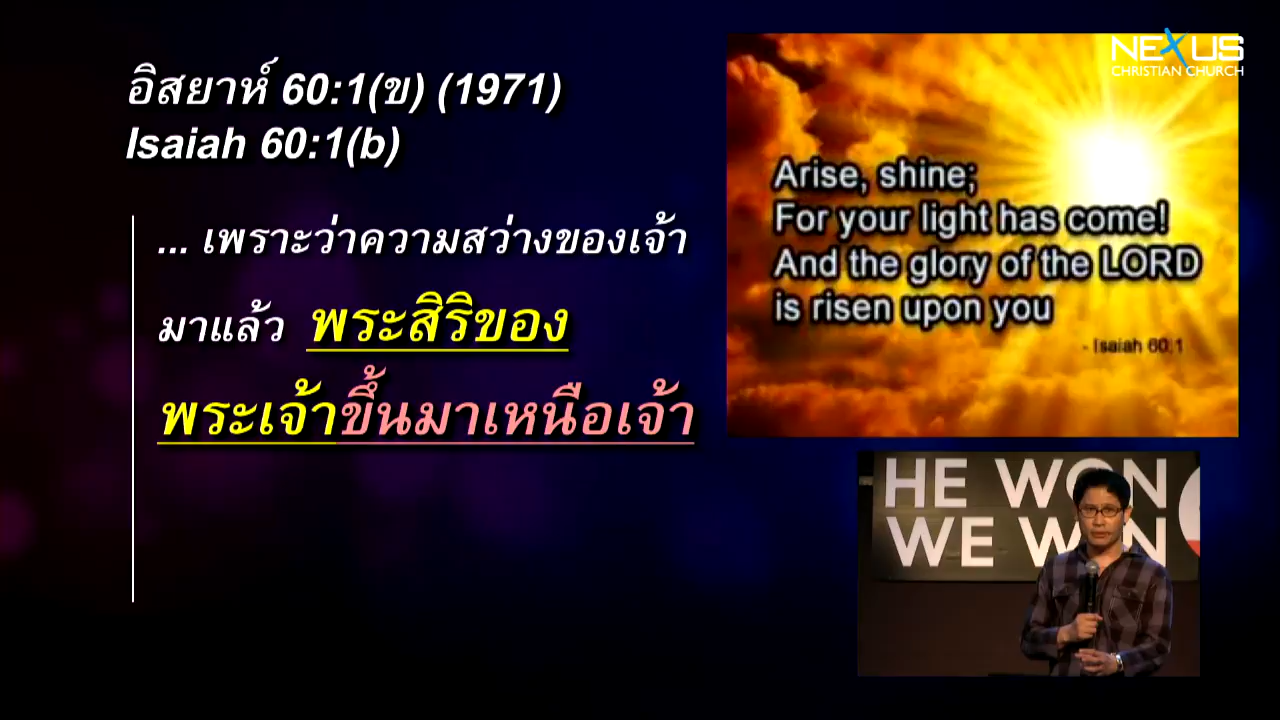 อิสยาห์ 60:1(ข) (1971)
Isaiah 60:1(b)
... เพราะว่าความสว่างของเจ้า
มาแล้ว พระสิริของ
พระเจ้าขึ้นมาเหนือเจ้า
NEXUS
CHRISTIAN CHURCH
Arise, shine;
For your light has come!
And the glory of the LORD
is risen upon you
- Isaiah 60:1
HE WON
WE WIN